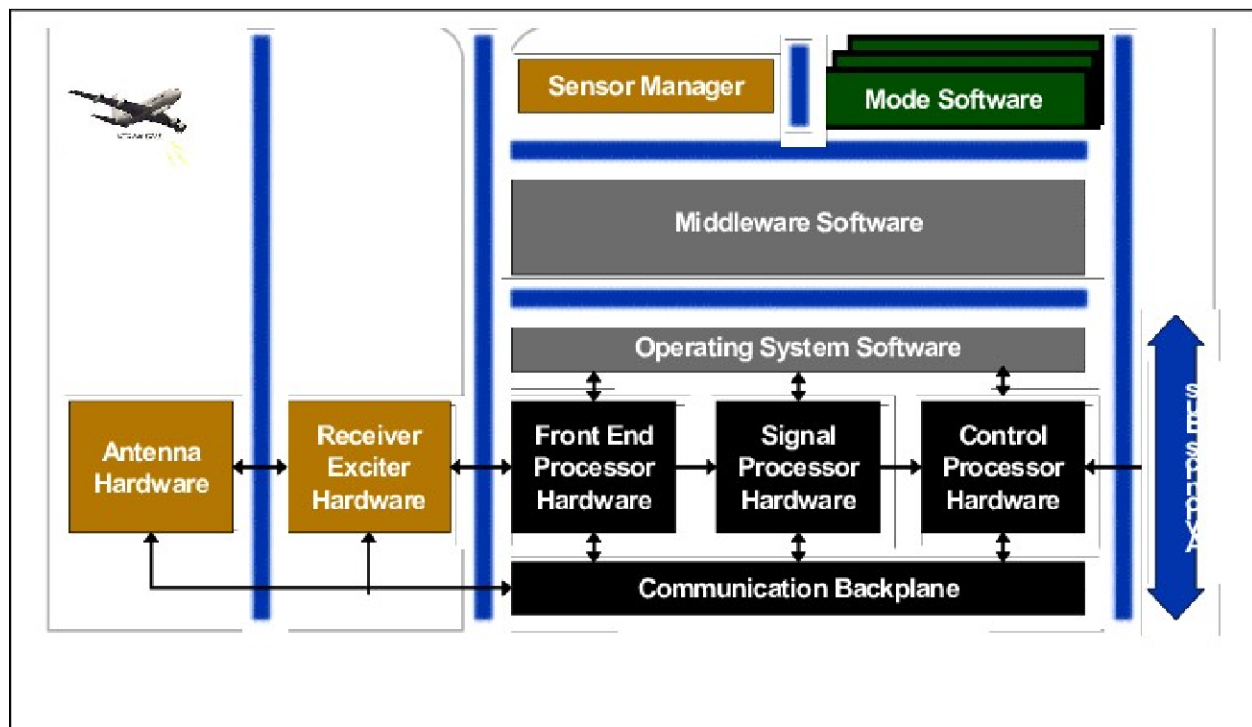 Sensor Manager
Mode Software
Middleware Software
Operating System Software
Antenna
Hardware
Receiver
Exciter
Hardware
Front End
Processor
Hardware
Signal
Processor
Hardware
Control
Processor
Hardware
Communication Backplane